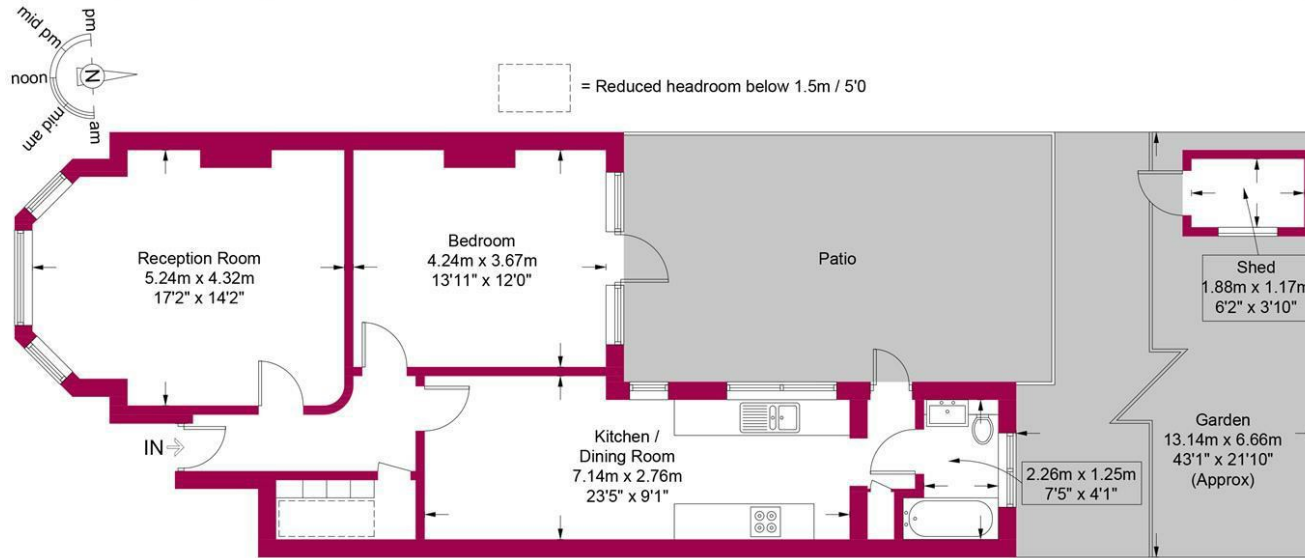 pm
mid pm
noon
mid am
am
N
= Reduced headroom below 1.5m / 5'0
Reception Room
5.24m x 4.32m
17'2" x 14'2"
Bedroom
4.24m x 3.67m
13'11" x 12'0"
Patio
Shed
1.88m x 1.17m
6'2" x 3'10"
IN
Kitchen /
Dining Room
7.14m x 2.76m
23'5" x 9'1"
2.26m x 1.25m
7'5" x 4'1"
Garden
13.14m x 6.66m
43'1" x 21'10"
(Approx)